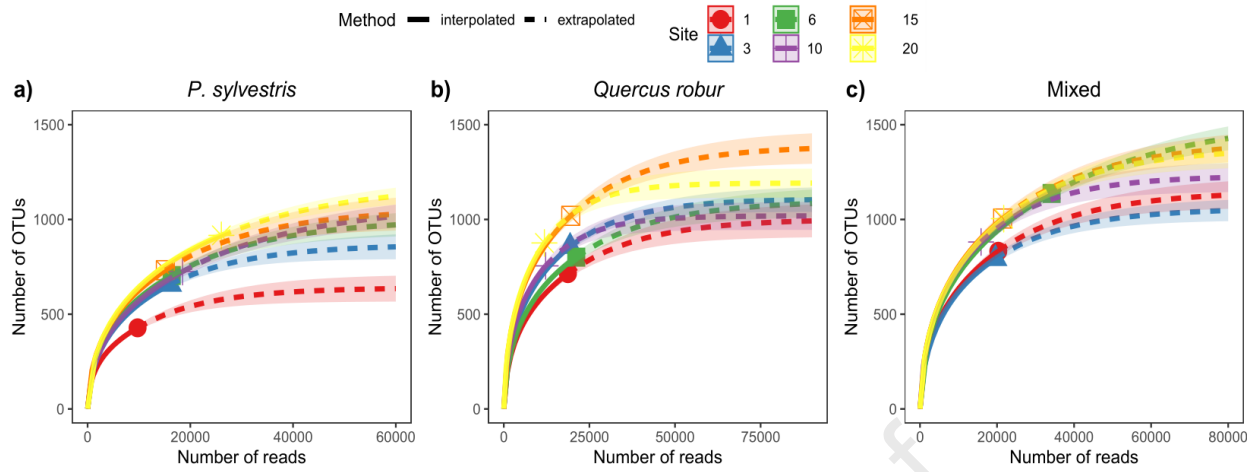 Method interpolated extrapolated
Site 1 6 15
3 10 20
a) P. sylvestris
Number of OTUs
1500
1000
500
0
0 20000 40000 60000
Number of reads
b) Quercus robur
Number of OTUs
1500
1000
500
0
0 25000 50000 75000
Number of reads
c) Mixed
Number of OTUs
1500
1000
500
0
0 20000 40000 60000 80000
Number of reads
f